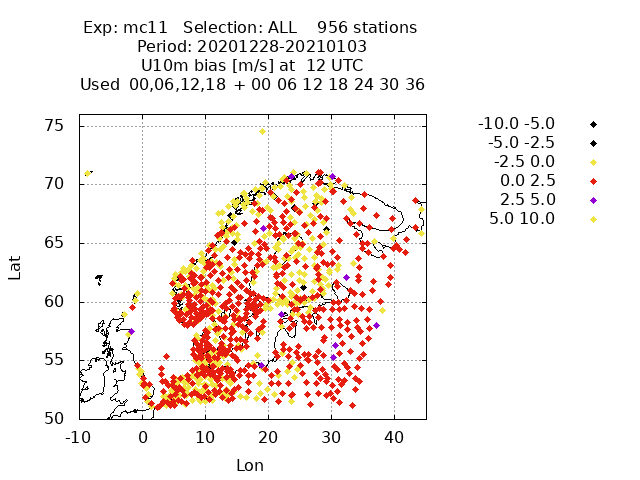 Exp: mc11 Selection: ALL 956 stations
Period: 20201228-20210103
U10m bias [m/s] at 12 UTC
Used 00,06,12,18 + 00 06 12 18 24 30 36
-10.0 -5.0
-5.0 -2.5
-2.5 0.0
0.0 2.5
2.5 5.0
5.0 10.0
75
70
65
60
55
50
Lat
-10 0 10 20 30 40
Lon